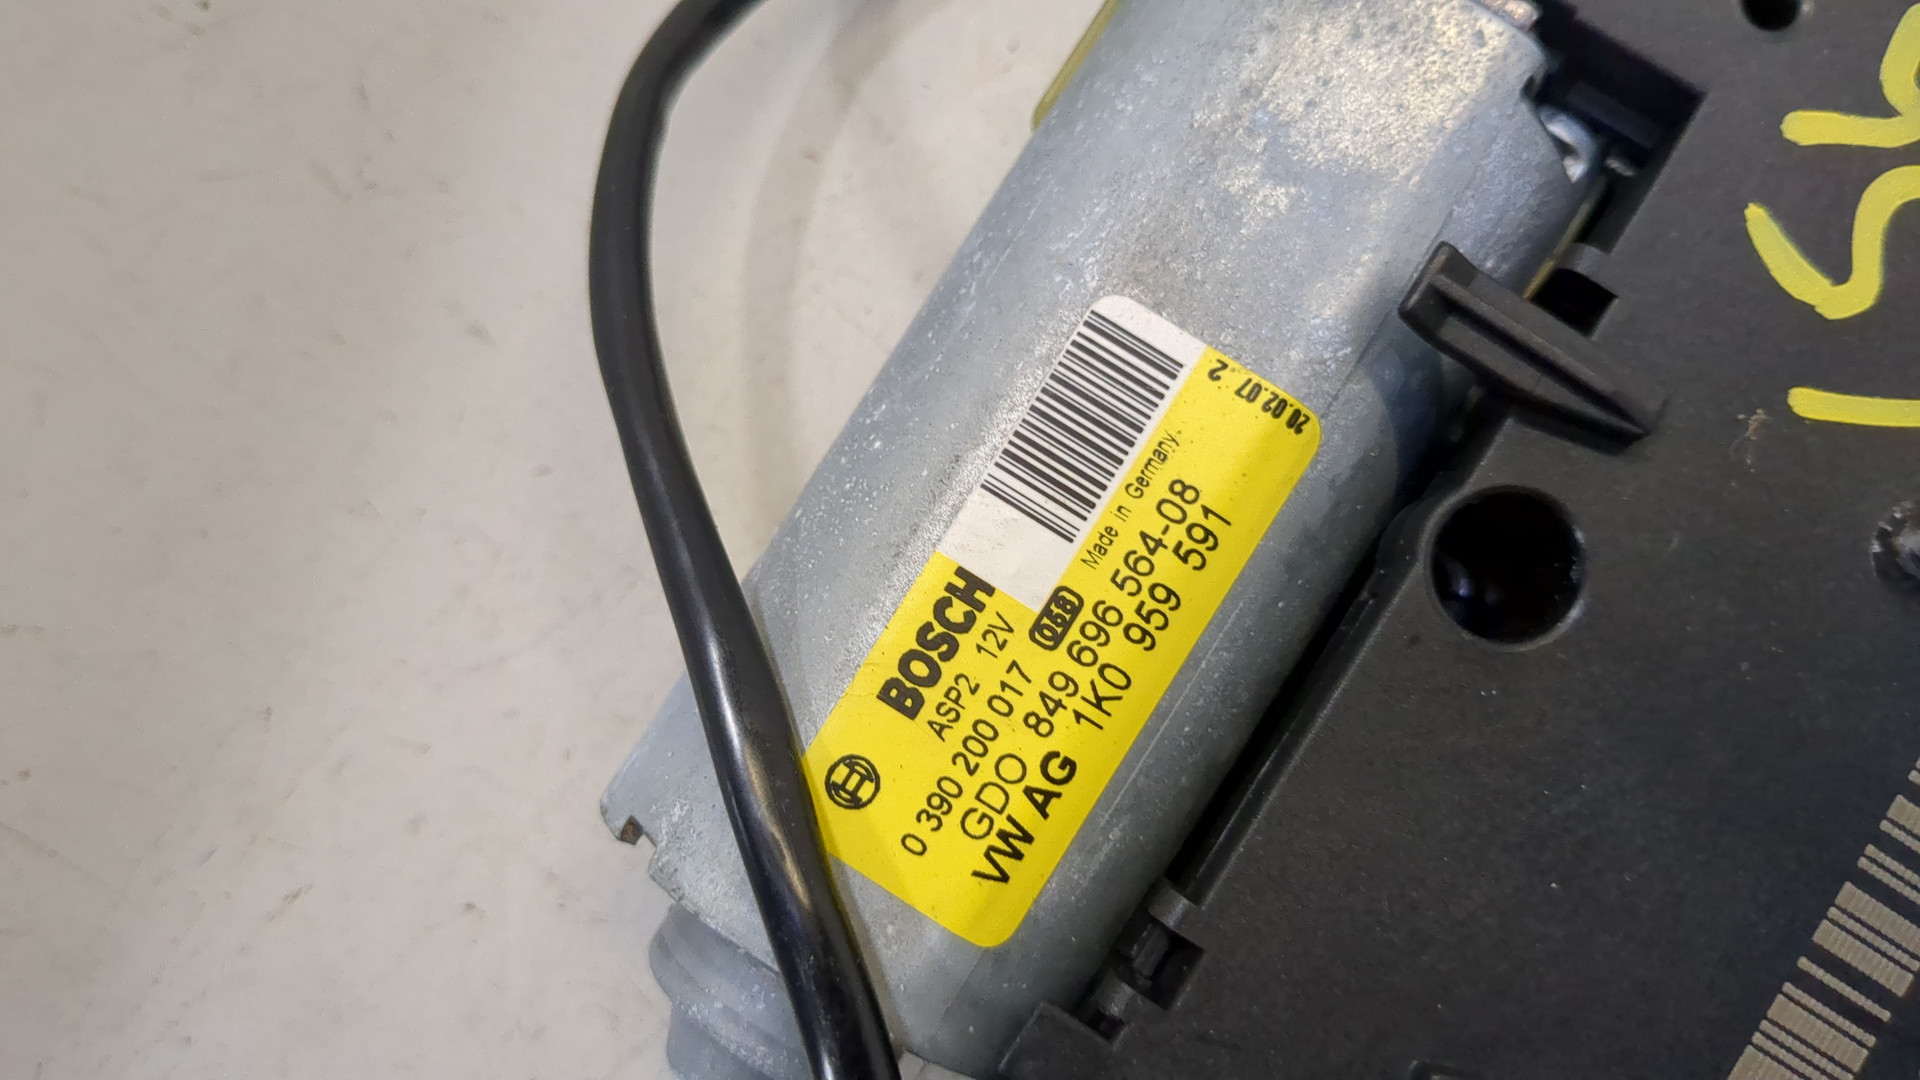 BOSCH
ASP2 12V
0 390 200 017 068
Made in Germany
GDO 849 696 564-08
VW AG 1K0 959 591
20.02.07 2